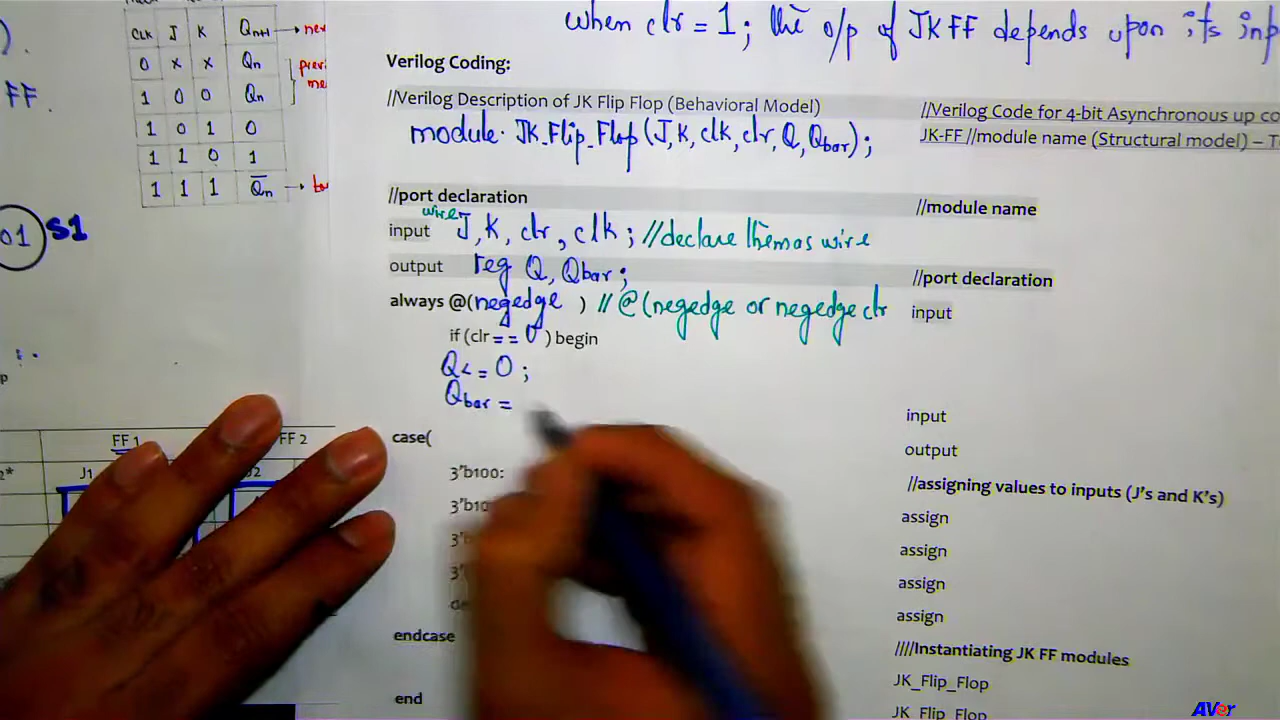 ).
FF.
CLK J K Qn+1 → new
0 x x Qn
1 0 0 Qn
1 0 1 0
1 1 0 1
1 1 1 Q̅n →
01 S1
FF 1 FF 2
J1 J2
when clr = 1; the o/p of JK FF depends upon its inp
Verilog Coding:
//Verilog Description of JK Flip Flop (Behavioral Model)
module JK_Flip_Flop(J,K,clk,clr,Q,Qbar);
//port declaration
wire
input J, K, clr, clk; //declare them as wire
output reg Q, Qbar;
always @(negedge ) // @(negedge or negedge clr
if (clr== 0 ) begin
Q<=0;
Qbar =
case(
3'b100:
endcase
end
//Verilog Code for 4-bit Asynchronous up co
JK-FF //module name (Structural model) –
//module name
//port declaration
input
input
output
//assigning values to inputs (J's and K's)
assign
assign
assign
assign
////Instantiating JK FF modules
JK_Flip_Flop
JK_Flip_Flop
AVer